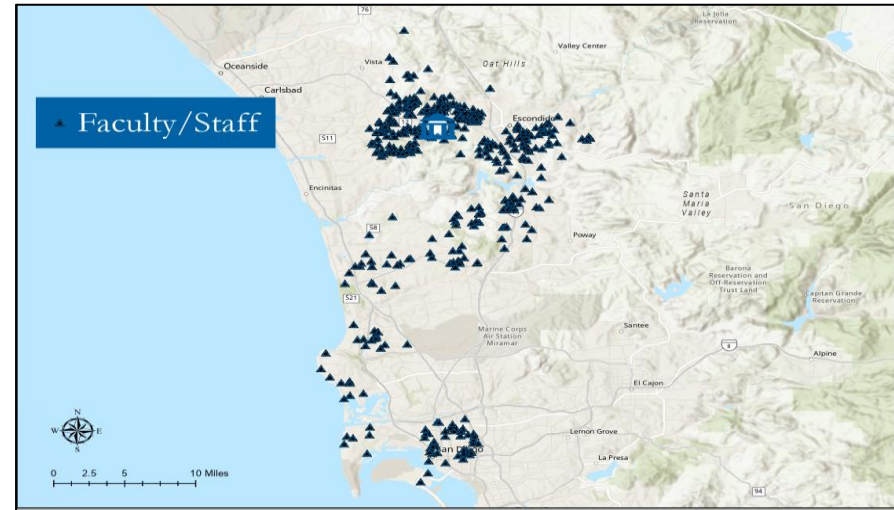 76
La Jolla
Reservation
Valley Center
Oat Hills
Vista
Oceanside
Carlsbad
Faculty/Staff
Escondido
S11
Encinitas
Santa
Maria
Valley
San Diego
S8
Poway
Barona
Reservation and
Off-Reservation
Trust Land
Capitan Grande
Reservation
S21
Marine Corps
Air Station
Miramar
Santee
8
Alpine
El Cajon
N
W E
S
Lemon Grove
San Diego
La Presa
0 2.5 5 10 Miles
94